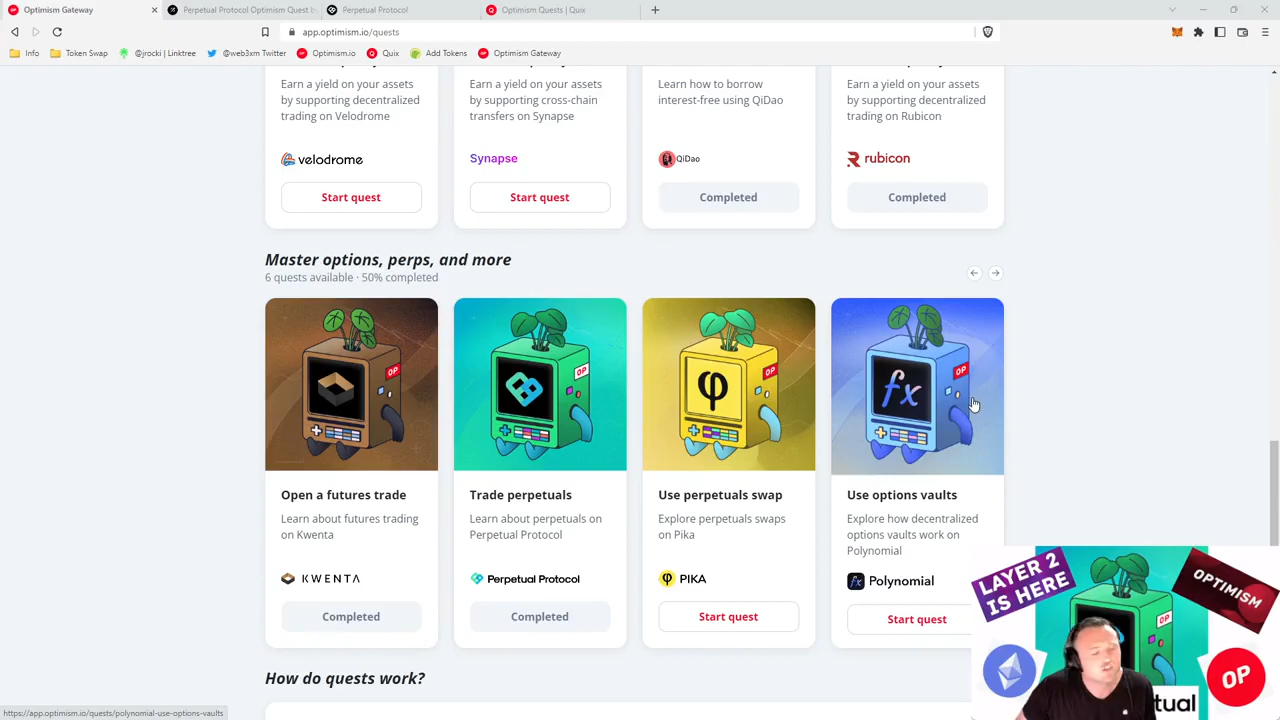 Optimism Gateway
Perpetual Protocol Optimism Quest b
Perpetual Protocol
Optimism Quests | Quix
app.optimism.io/quests
Info
Token Swap
@jrocki | Linktree
@web3xm Twitter
Optimism.io
Quix
Add Tokens
Optimism Gateway
Earn a yield on your assets
by supporting decentralized
trading on Velodrome
velodrome
Start quest
Earn a yield on your assets
by supporting cross-chain
transfers on Synapse
Synapse
Start quest
Learn how to borrow
interest-free using QiDao
QiDao
Completed
Earn a yield on your assets
by supporting decentralized
trading on Rubicon
rubicon
Completed
Master options, perps, and more
6 quests available · 50% completed
OP
OP
φ
OP
fx
OP
Open a futures trade
Learn about futures trading
on Kwenta
KWENTA
Completed
Trade perpetuals
Learn about perpetuals on
Perpetual Protocol
Perpetual Protocol
Completed
Use perpetuals swap
Explore perpetuals swaps
on Pika
φ PIKA
Start quest
Use options vaults
Explore how decentralized
options vaults work on
Polynomial
fx Polynomial
Start quest
How do quests work?
LAYER 2
IS HERE
OPTIMISM
OP
OP
tual
https://app.optimism.io/quests/polynomial-use-options-vaults